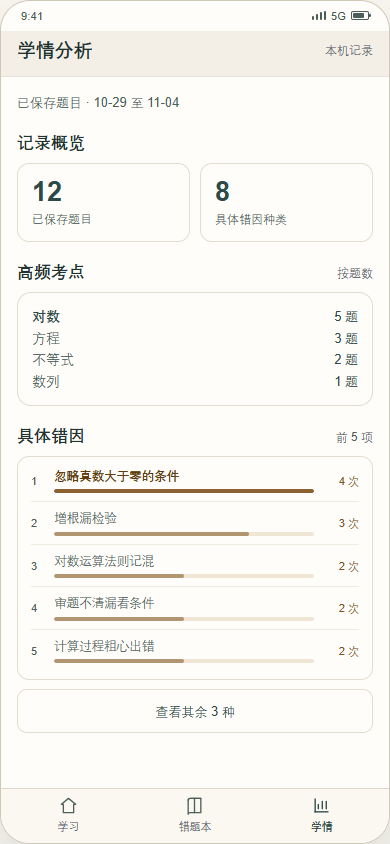 9:41 5G
学情分析 本机记录
已保存题目 · 10-29 至 11-04
记录概览
12 8
已保存题目 具体错因种类
高频考点 按题数
对数 5 题
方程 3 题
不等式 2 题
数列 1 题
具体错因 前 5 项
1 忽略真数大于零的条件 4 次
2 增根漏检验 3 次
3 对数运算法则记混 2 次
4 审题不清漏看条件 2 次
5 计算过程粗心出错 2 次
查看其余 3 种
学习 错题本 学情